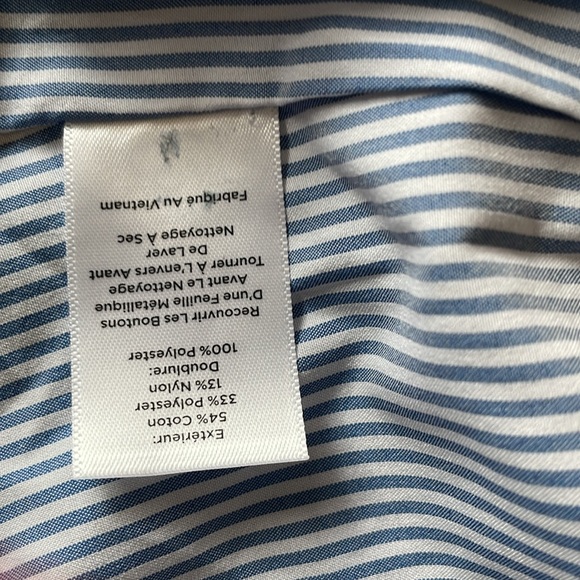 Extérieur:
54% Coton
33% Polyester
13% Nylon
Doublure:
100% Polyester
Recouvrir Les Boutons
D'une Feuille Métallique
Avant Le Nettoyage
Tourner À L'envers Avant
De Laver
Nettoyage À Sec
Fabriqué Au Vietnam